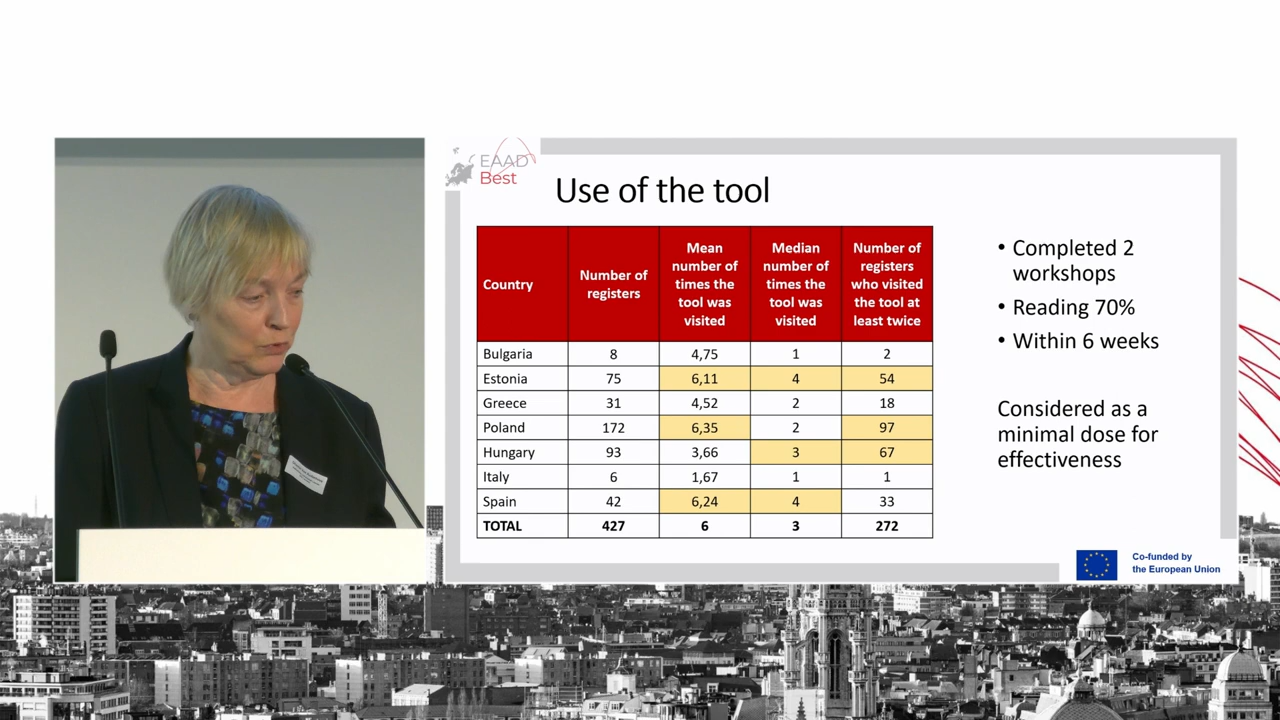 EAAD
Best
Use of the tool
Country
Number of
registers
Mean
number of
times the
tool was
visited
Median
number of
times the
tool was
visited
Number of
registers
who visited
the tool at
least twice
Bulgaria 8 4,75 1 2
Estonia 75 6,11 4 54
Greece 31 4,52 2 18
Poland 172 6,35 2 97
Hungary 93 3,66 3 67
Italy 6 1,67 1 1
Spain 42 6,24 4 33
TOTAL 427 6 3 272
• Completed 2
workshops
• Reading 70%
• Within 6 weeks
Considered as a
minimal dose for
effectiveness
Co-funded by
the European Union